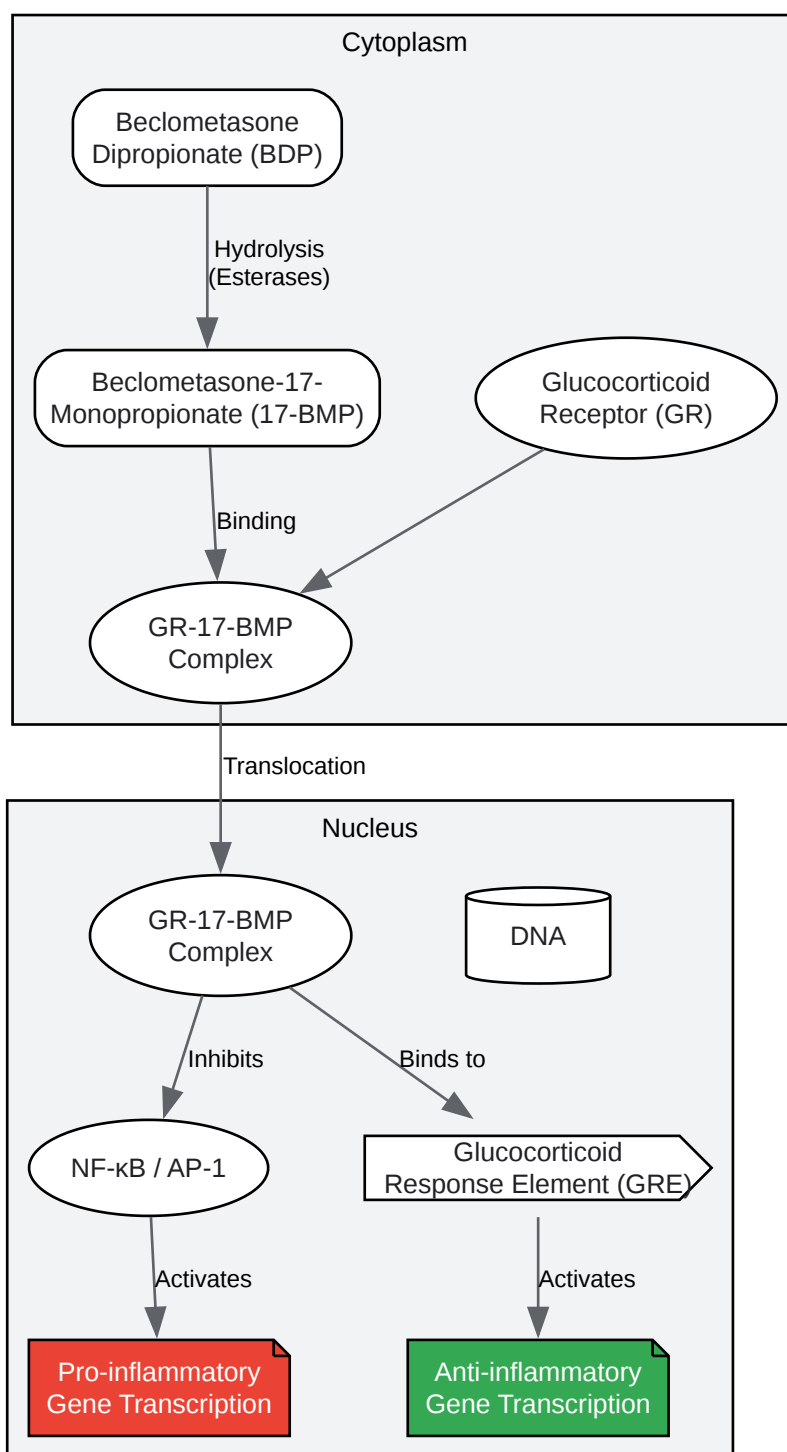 Cytoplasm
Beclometasone
Dipropionate (BDP)
Hydrolysis
(Esterases)
Beclometasone-17-
Monopropionate (17-BMP)
Glucocorticoid
Receptor (GR)
Binding
GR-17-BMP
Complex
Translocation
Nucleus
GR-17-BMP
Complex
DNA
Inhibits
Binds to
NF-κB / AP-1
Glucocorticoid
Response Element (GRE)
Activates
Activates
Pro-inflammatory
Gene Transcription
Anti-inflammatory
Gene Transcription